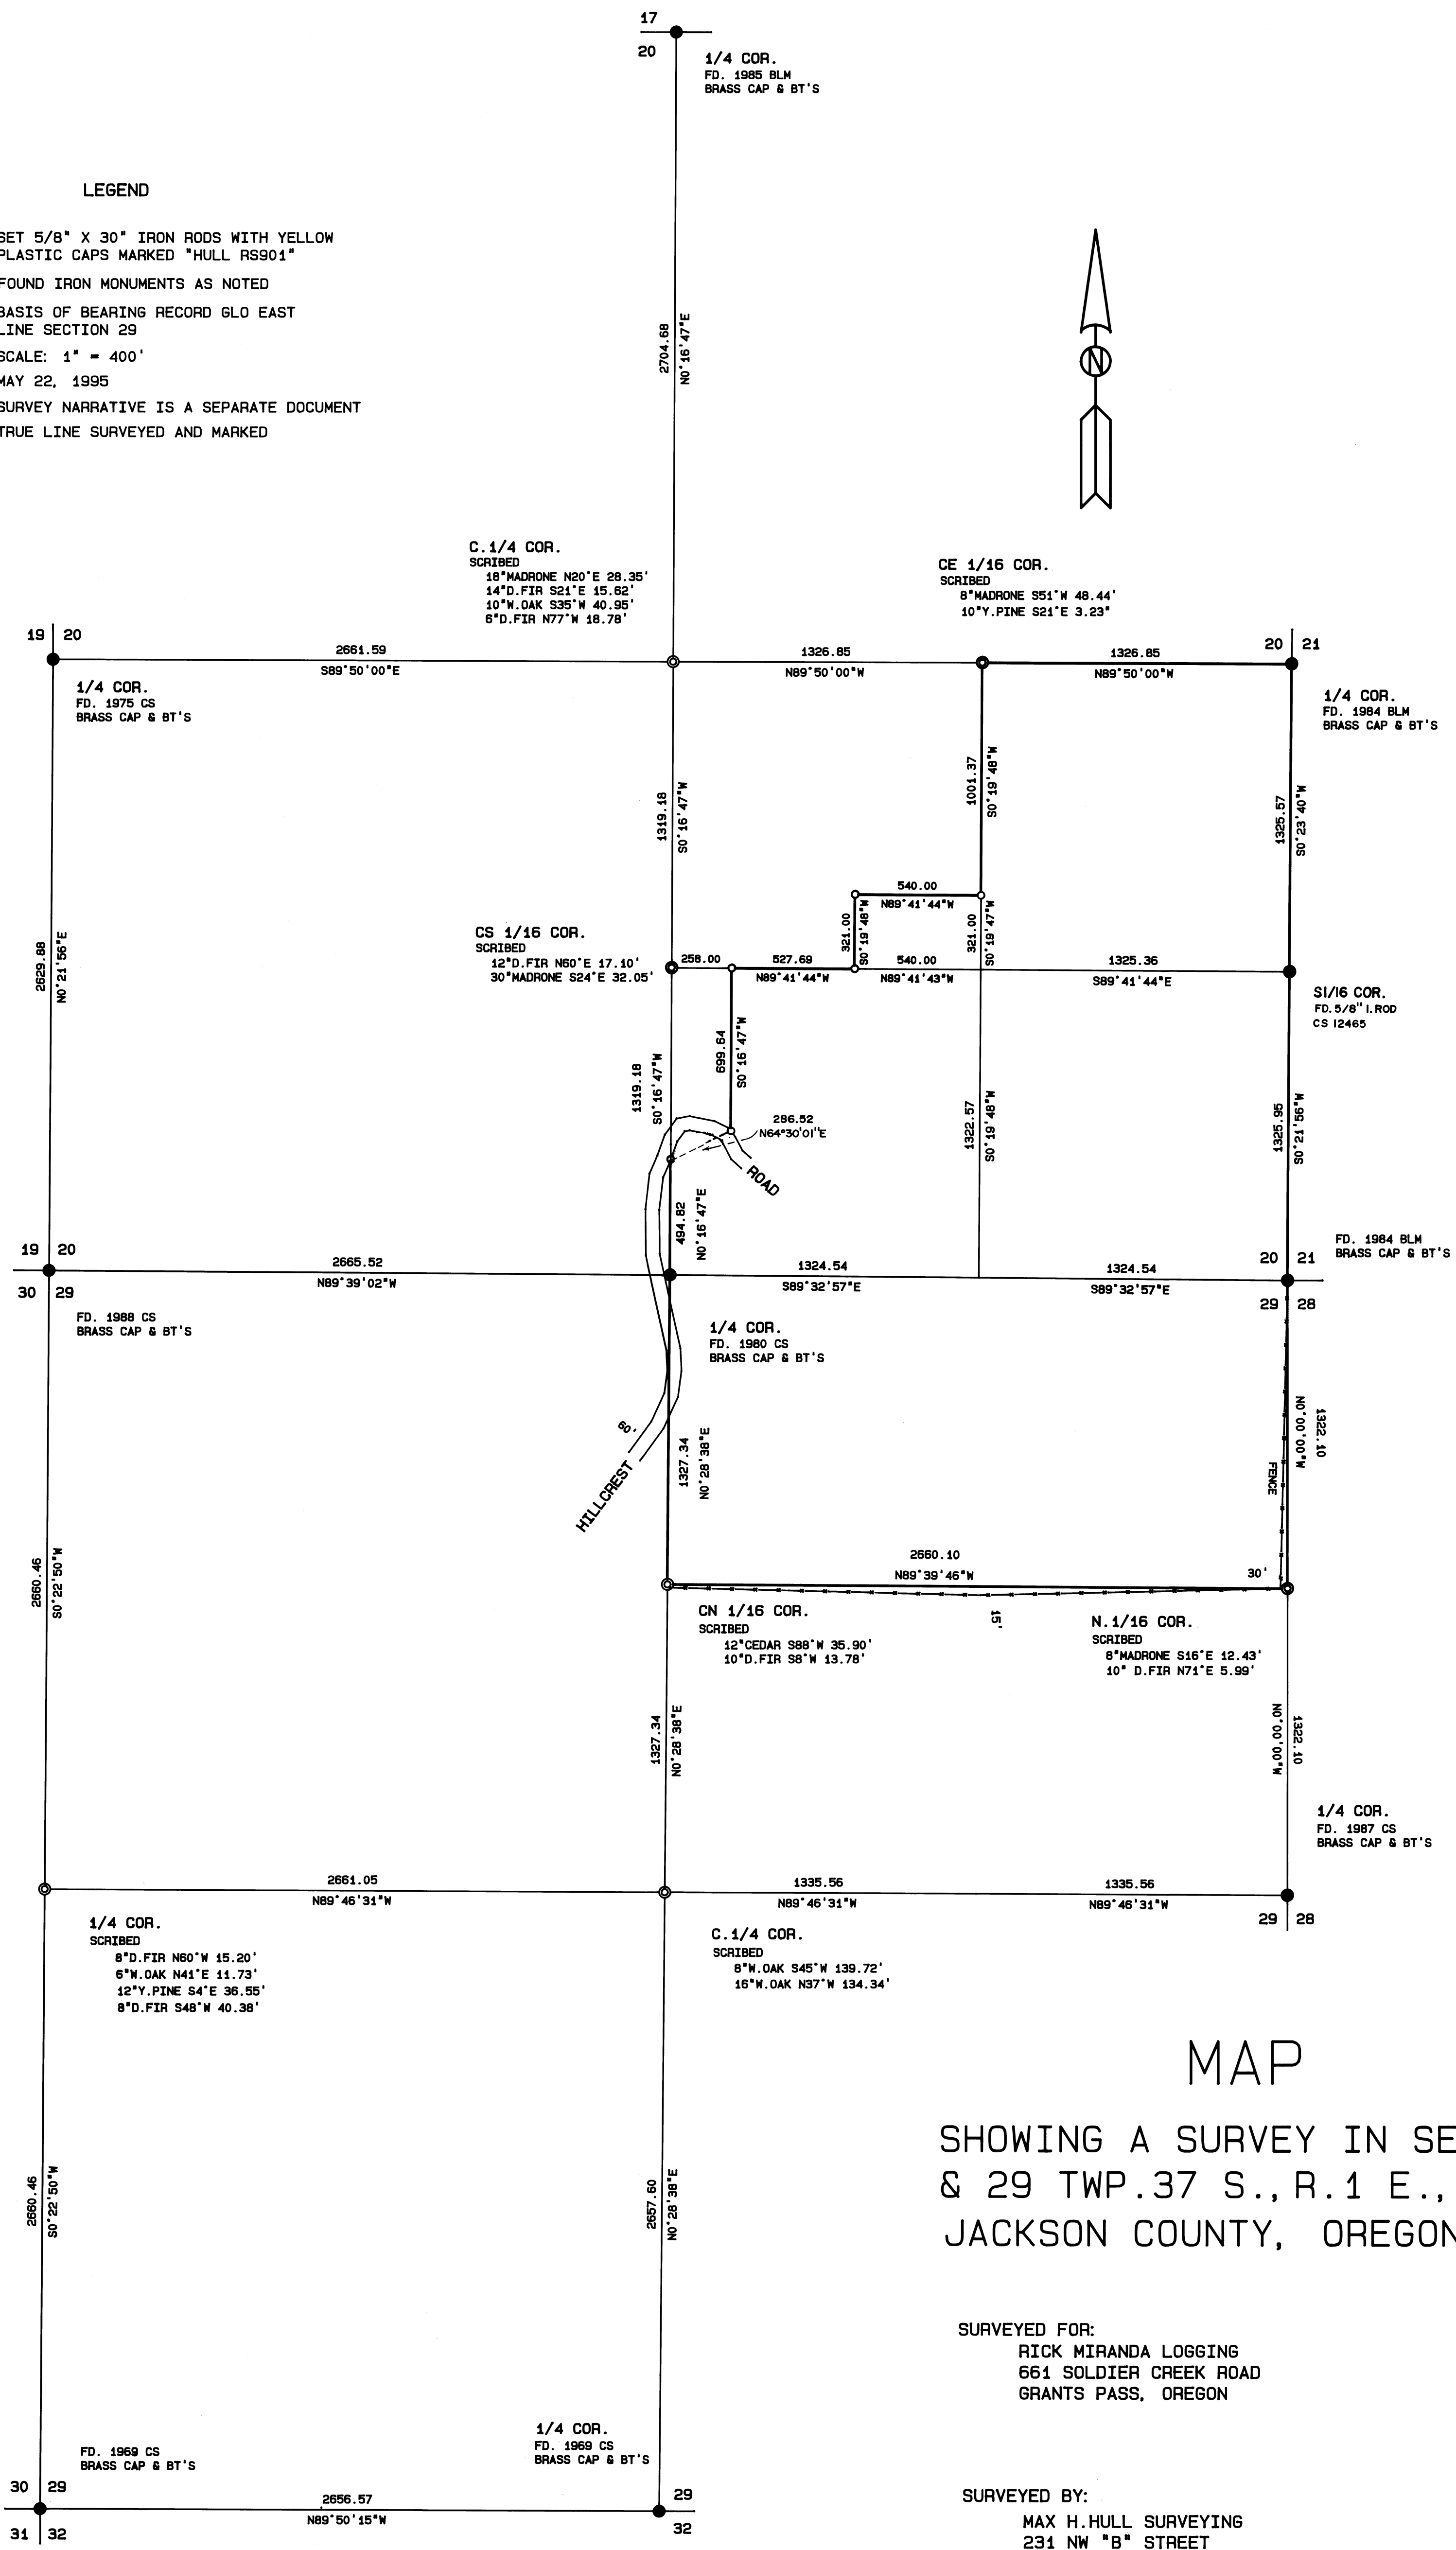 17
20
1/4 COR.
FD. 1985 BLM
BRASS CAP & BT'S
LEGEND
SET 5/8" X 30" IRON RODS WITH YELLOW
PLASTIC CAPS MARKED "HULL RS901"
FOUND IRON MONUMENTS AS NOTED
BASIS OF BEARING RECORD GLO EAST
LINE SECTION 29
SCALE: 1" = 400'
MAY 22, 1995
SURVEY NARRATIVE IS A SEPARATE DOCUMENT
TRUE LINE SURVEYED AND MARKED
2704.68
N0°16'47"E
N
C.1/4 COR.
SCRIBED
18"MADRONE N20°E 28.35'
14"D.FIR S21°E 15.62'
10"W.OAK S35°W 40.95'
6"D.FIR N77°W 18.78'
CE 1/16 COR.
SCRIBED
8"MADRONE S51°W 48.44'
10"Y.PINE S21°E 3.23"
19 20
2661.59
S89°50'00"E
1326.85
N89°50'00"W
1326.85
N89°50'00"W
20 21
1/4 COR.
FD. 1975 CS
BRASS CAP & BT'S
1/4 COR.
FD. 1984 BLM
BRASS CAP & BT'S
1319.18
S0°16'47"W
1001.37
S0°19'48"W
1325.57
S0°23'40"W
2629.88
N0°21'56"E
540.00
N89°41'44"W
321.00
S0°19'48"W
321.00
S0°19'47"W
CS 1/16 COR.
SCRIBED
12"D.FIR N60°E 17.10'
30"MADRONE S24°E 32.05'
258.00
527.69
N89°41'44"W
540.00
N89°41'43"W
1325.36
S89°41'44"E
S1/16 COR.
FD. 5/8" I.ROD
CS 12465
699.64
S0°16'47"W
1319.18
S0°16'47"W
286.52
N64°30'01"E
1322.57
S0°19'48"W
1325.95
S0°21'56"W
ROAD
494.82
N0°16'47"E
19 20
2665.52
N89°39'02"W
1324.54
S89°32'57"E
1324.54
S89°32'57"E
20 21
FD. 1984 BLM
BRASS CAP & BT'S
30 29
29 28
FD. 1988 CS
BRASS CAP & BT'S
1/4 COR.
FD. 1980 CS
BRASS CAP & BT'S
60'
HILLCREST
1327.34
N0°28'38"E
1322.10
N0°00'00"W
FENCE
2660.46
S0°22'50"W
2660.10
N89°39'46"W
30'
15'
CN 1/16 COR.
SCRIBED
12"CEDAR S88°W 35.90'
10"D.FIR S8°W 13.78'
N.1/16 COR.
SCRIBED
8"MADRONE S16°E 12.43'
10" D.FIR N71°E 5.99'
1327.34
N0°28'38"E
1322.10
N0°00'00"W
1/4 COR.
FD. 1987 CS
BRASS CAP & BT'S
2661.05
N89°46'31"W
1335.56
N89°46'31"W
1335.56
N89°46'31"W
29 28
1/4 COR.
SCRIBED
8"D.FIR N60°W 15.20'
6"W.OAK N41°E 11.73'
12"Y.PINE S4°E 36.55'
8"D.FIR S48°W 40.38'
C.1/4 COR.
SCRIBED
8"W.OAK S45°W 139.72'
16"W.OAK N37°W 134.34'
MAP
SHOWING A SURVEY IN SE
& 29 TWP.37 S., R.1 E.,
JACKSON COUNTY, OREGON
2660.46
S0°22'50"W
2657.60
N0°28'38"E
SURVEYED FOR:
RICK MIRANDA LOGGING
661 SOLDIER CREEK ROAD
GRANTS PASS, OREGON
FD. 1969 CS
BRASS CAP & BT'S
1/4 COR.
FD. 1969 CS
BRASS CAP & BT'S
30 29
2656.57
N89°50'15"W
29
31 32
32
SURVEYED BY:
MAX H.HULL SURVEYING
231 NW "B" STREET